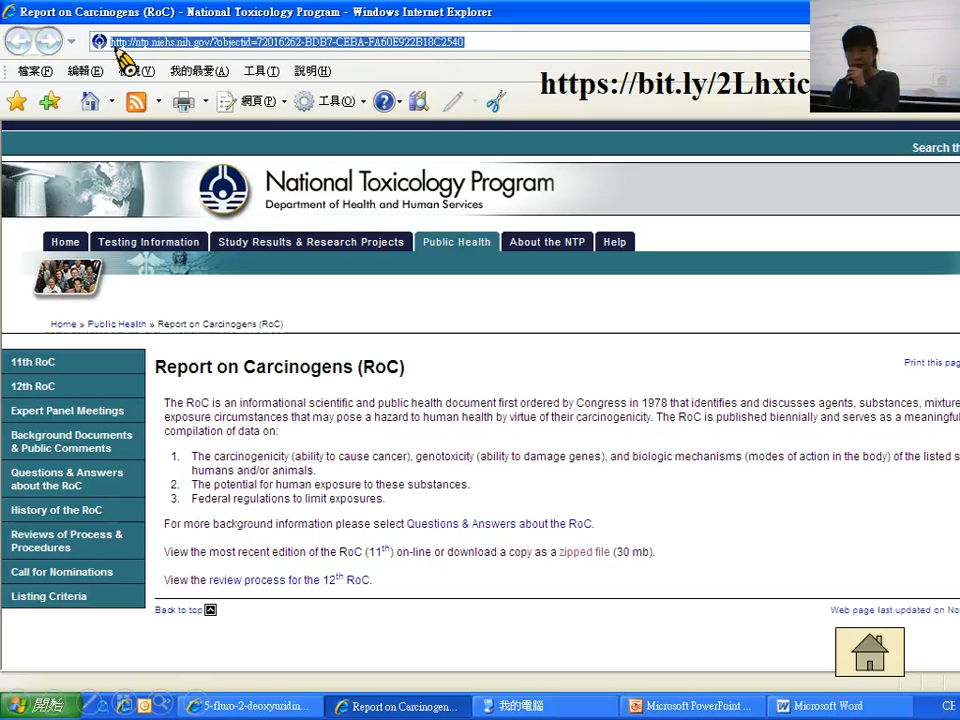 Report on Carcinogens (RoC) - National Toxicology Program - Windows Internet Explorer
http://ntp.niehs.nih.gov/?objectid=72016262-BDB7-CEBA-FA60E922B18C2540
檔案(F) 編輯(E) (V) 我的最愛(A) 工具(T) 說明(H)
https://bit.ly/2Lhxic
網頁(P) 工具(O)
Search th
National Toxicology Program
Department of Health and Human Services
Home Testing Information Study Results & Research Projects Public Health About the NTP Help
Home » Public Health » Report on Carcinogens (RoC)
11th RoC
12th RoC
Expert Panel Meetings
Background Documents
& Public Comments
Questions & Answers
about the RoC
History of the RoC
Reviews of Process &
Procedures
Call for Nominations
Listing Criteria
Report on Carcinogens (RoC)
Print this pag
The RoC is an informational scientific and public health document first ordered by Congress in 1978 that identifies and discusses agents, substances, mixture
exposure circumstances that may pose a hazard to human health by virtue of their carcinogenicity. The RoC is published biennially and serves as a meaningful
compilation of data on:
1. The carcinogenicity (ability to cause cancer), genotoxicity (ability to damage genes), and biologic mechanisms (modes of action in the body) of the listed s
humans and/or animals.
2. The potential for human exposure to these substances.
3. Federal regulations to limit exposures.
For more background information please select Questions & Answers about the RoC.
View the most recent edition of the RoC (11th) on-line or download a copy as a zipped file (30 mb).
View the review process for the 12th RoC.
Back to top
Web page last updated on No
開始 5-fluro-2-deoxyuridin... Report on Carcinogen... 我的電腦 Microsoft PowerPoint ... Microsoft Word CE